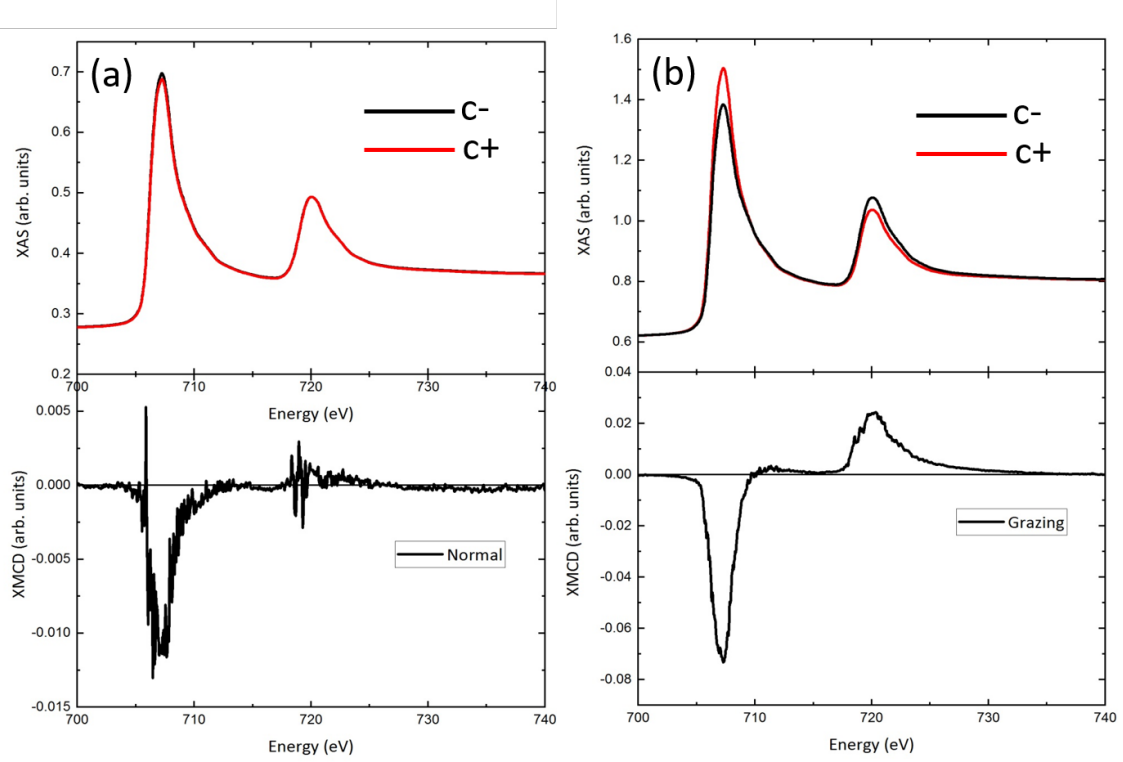 (a)
c-
c+
XAS (arb. units)
0.7
0.6
0.5
0.4
0.3
0.2
700 710 720 730 740
Energy (eV)
XMCD (arb. units)
0.005
0.000
-0.005
-0.010
-0.015
Normal
700 710 720 730 740
Energy (eV)
(b)
c-
c+
XAS (arb. units)
1.6
1.4
1.2
1.0
0.8
0.6
0.04
XMCD (arb. units)
0.02
0.00
-0.02
-0.04
-0.06
-0.08
Grazing
700 710 720 730 740
Energy (eV)